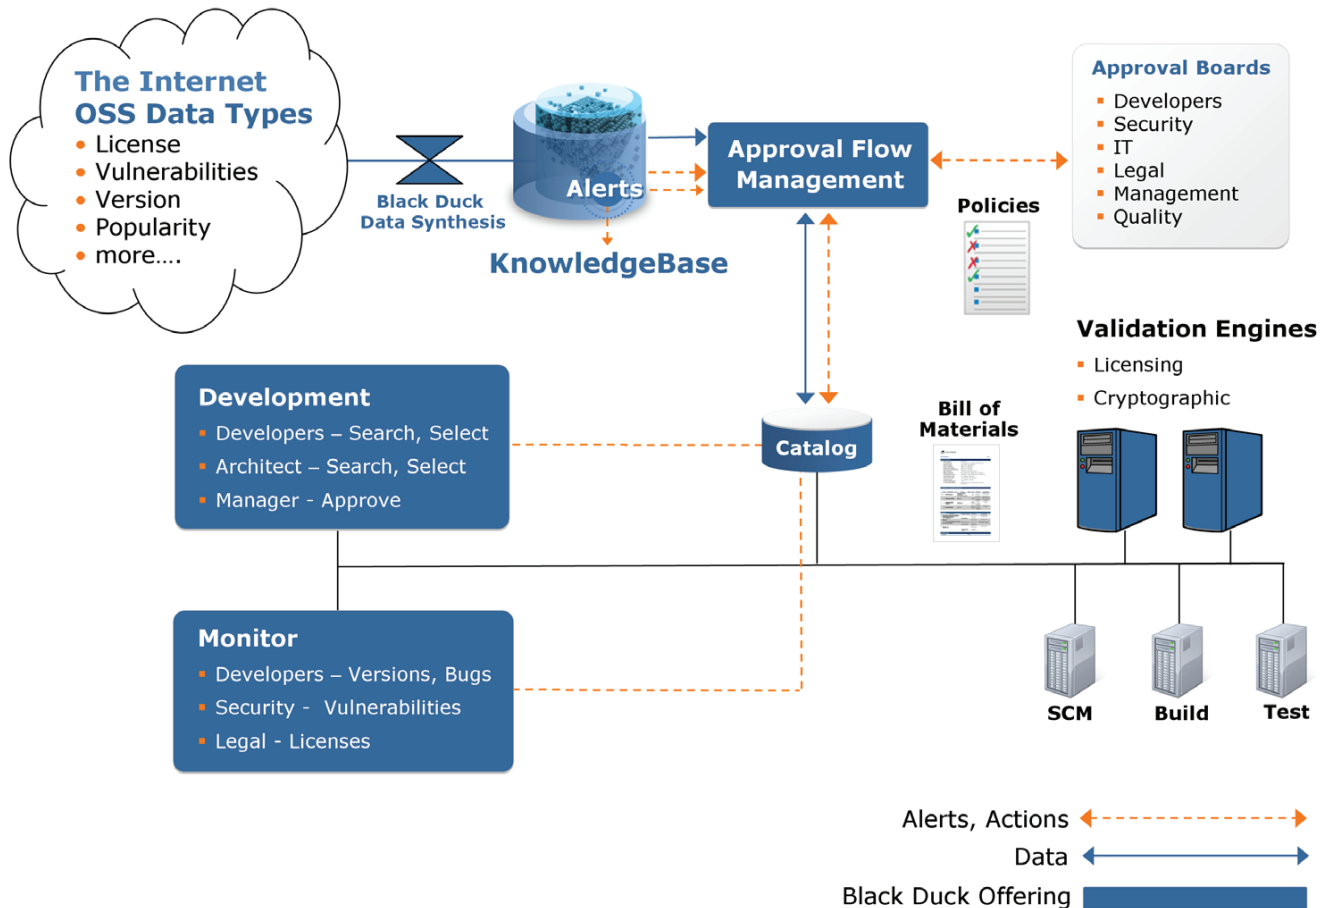 The Internet
OSS Data Types
• License
• Vulnerabilities
• Version
• Popularity
• more....
Black Duck
Data Synthesis
Alerts
KnowledgeBase
Approval Flow
Management
Approval Boards
▪ Developers
▪ Security
▪ IT
▪ Legal
▪ Management
▪ Quality
Policies
Validation Engines
▪ Licensing
▪ Cryptographic
Development
▪ Developers – Search, Select
▪ Architect – Search, Select
▪ Manager - Approve
Catalog
Bill of
Materials
Monitor
▪ Developers – Versions, Bugs
▪ Security - Vulnerabilities
▪ Legal - Licenses
SCM
Build
Test
Alerts, Actions
Data
Black Duck Offering